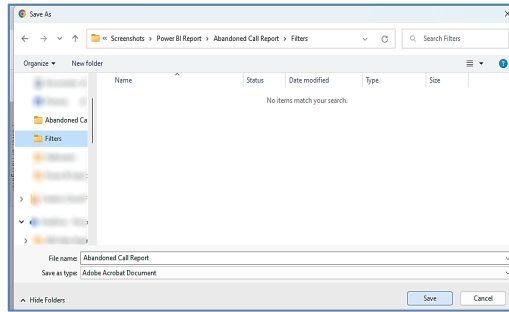 Save As
« Screenshots > Power BI Report > Abandoned Call Report > Filters
Search Filters
Organize
New folder
Name Status Date modified Type Size
No items match your search.
Abandoned Ca
Filters
File name: Abandoned Call Report
Save as type: Adobe Acrobat Document
Hide Folders
Save
Cancel